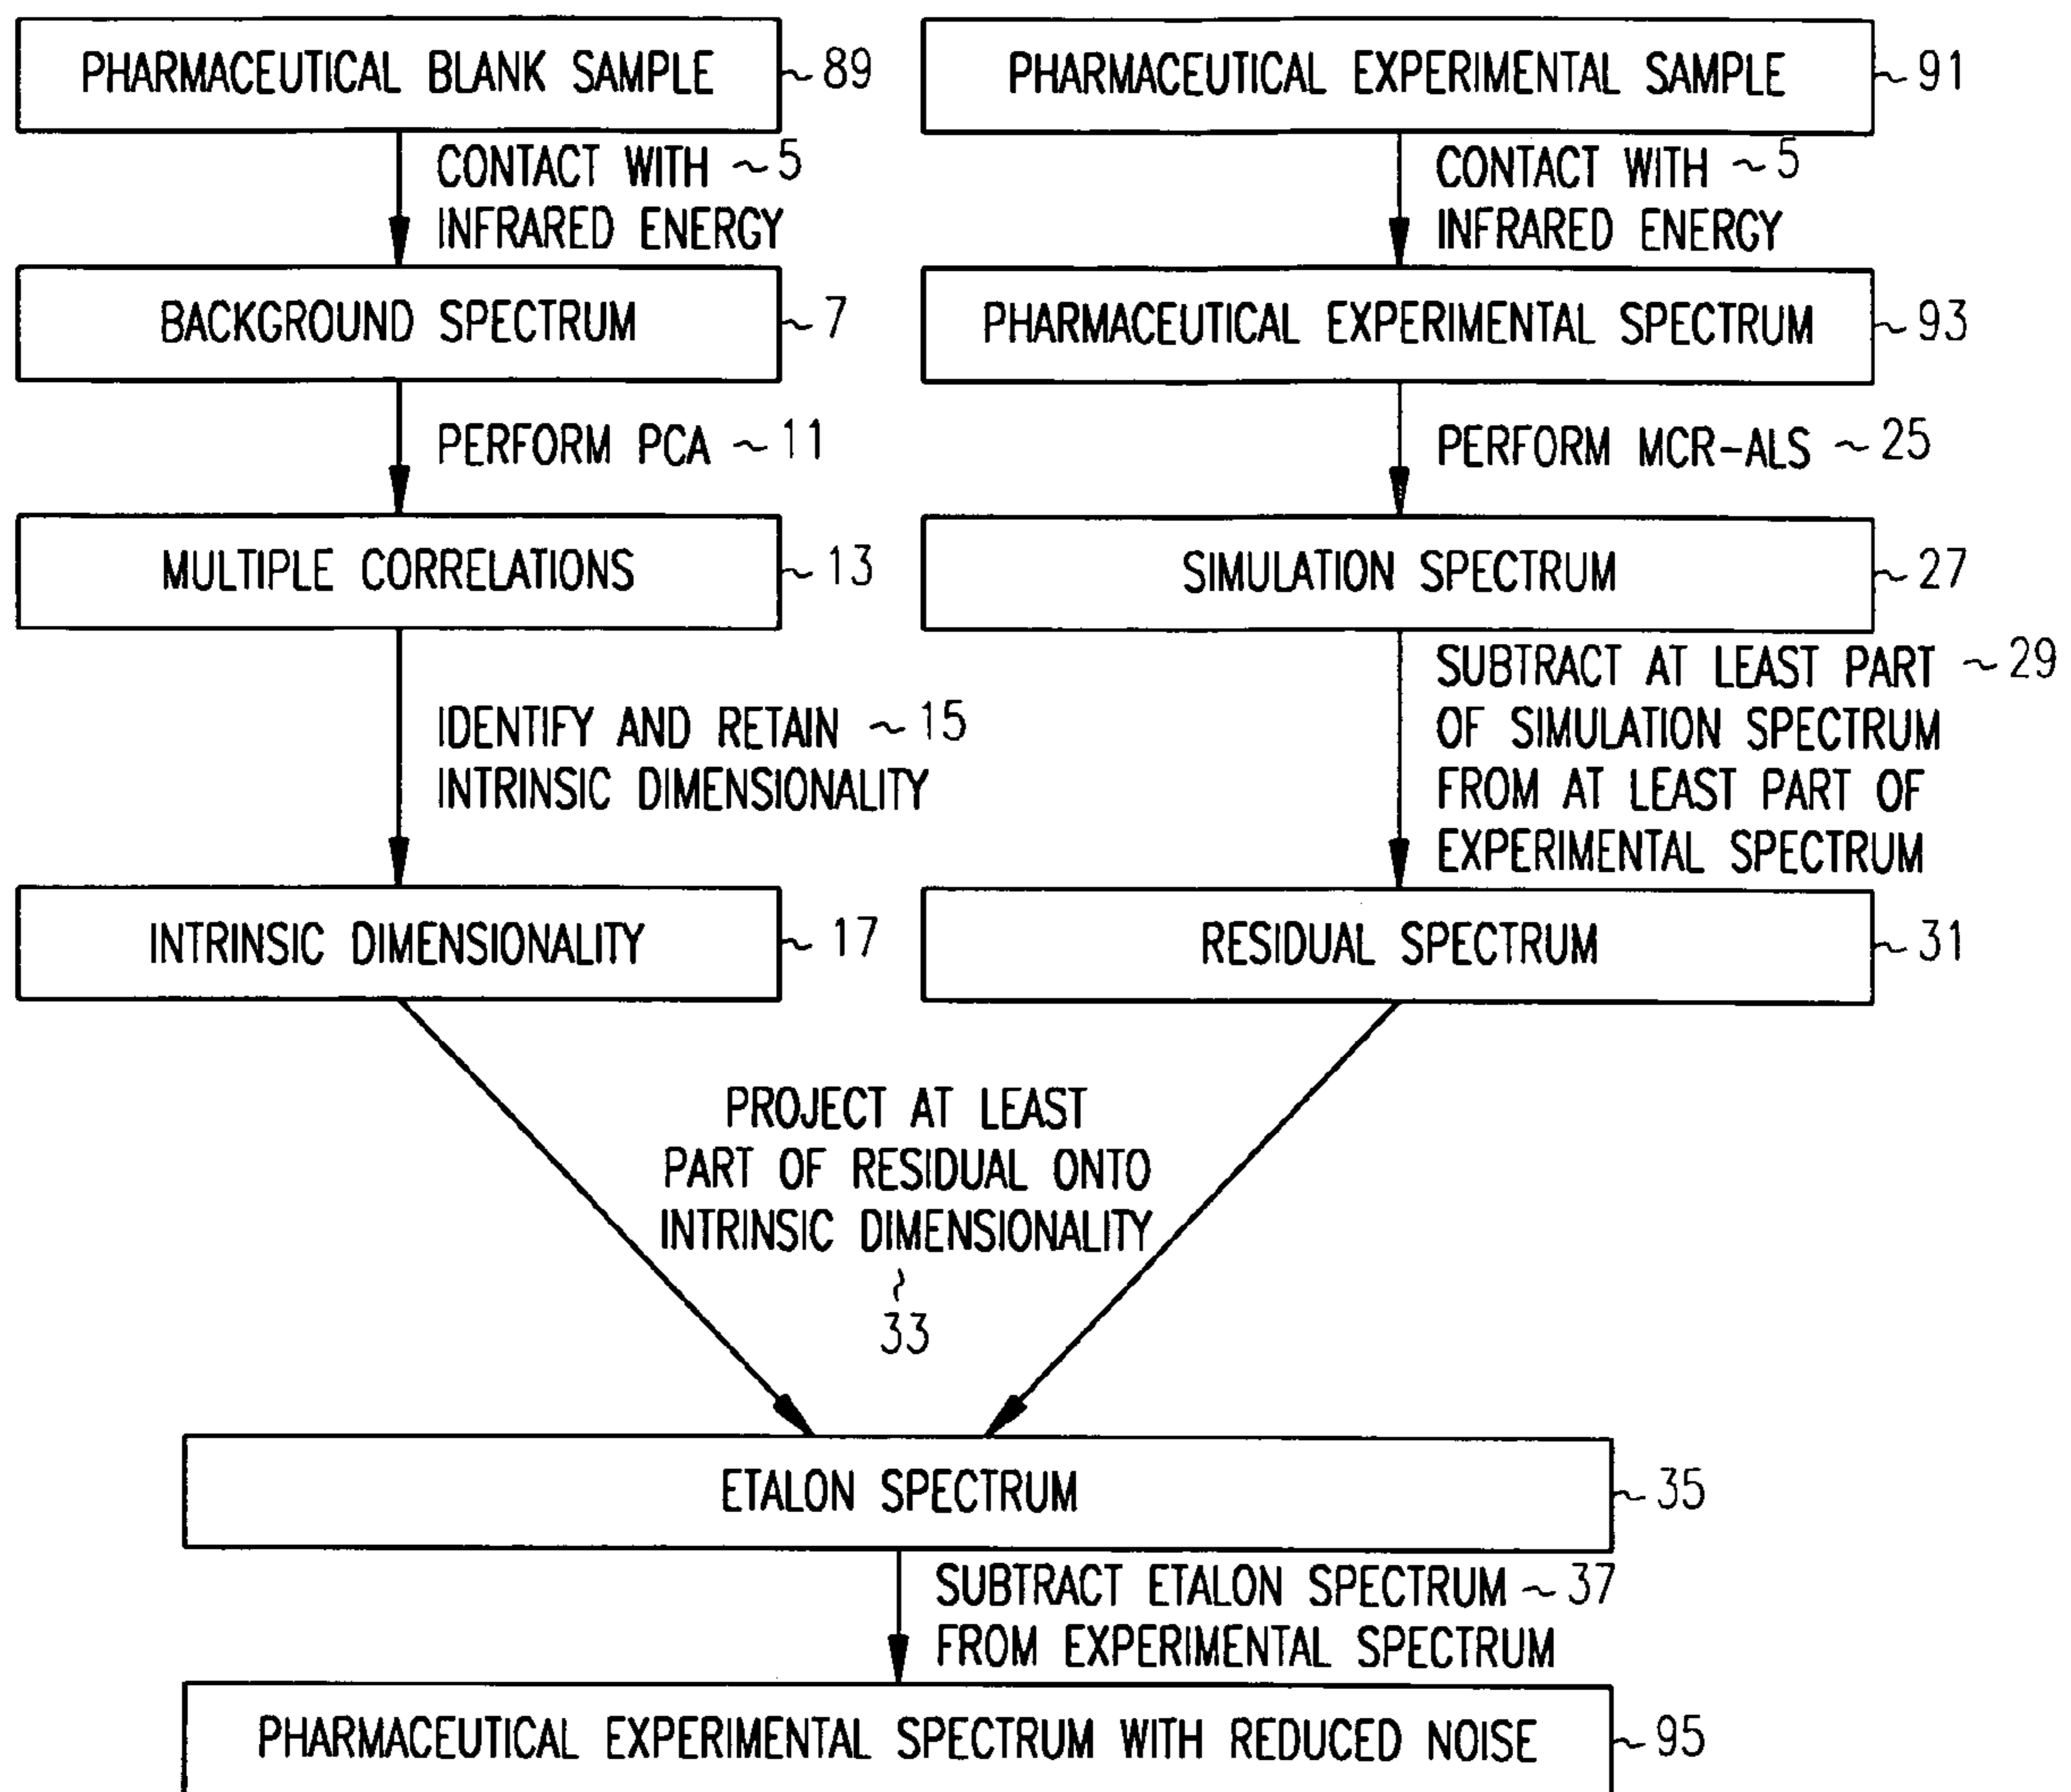 PHARMACEUTICAL BLANK SAMPLE ~89
CONTACT WITH ~5
INFRARED ENERGY
BACKGROUND SPECTRUM ~7
PERFORM PCA ~11
MULTIPLE CORRELATIONS ~13
IDENTIFY AND RETAIN ~15
INTRINSIC DIMENSIONALITY
INTRINSIC DIMENSIONALITY ~17
PHARMACEUTICAL EXPERIMENTAL SAMPLE ~91
CONTACT WITH ~5
INFRARED ENERGY
PHARMACEUTICAL EXPERIMENTAL SPECTRUM ~93
PERFORM MCR-ALS ~25
SIMULATION SPECTRUM ~27
SUBTRACT AT LEAST PART ~29
OF SIMULATION SPECTRUM
FROM AT LEAST PART OF
EXPERIMENTAL SPECTRUM
RESIDUAL SPECTRUM ~31
PROJECT AT LEAST
PART OF RESIDUAL ONTO
INTRINSIC DIMENSIONALITY
~
33
ETALON SPECTRUM ~35
SUBTRACT ETALON SPECTRUM ~37
FROM EXPERIMENTAL SPECTRUM
PHARMACEUTICAL EXPERIMENTAL SPECTRUM WITH REDUCED NOISE ~95